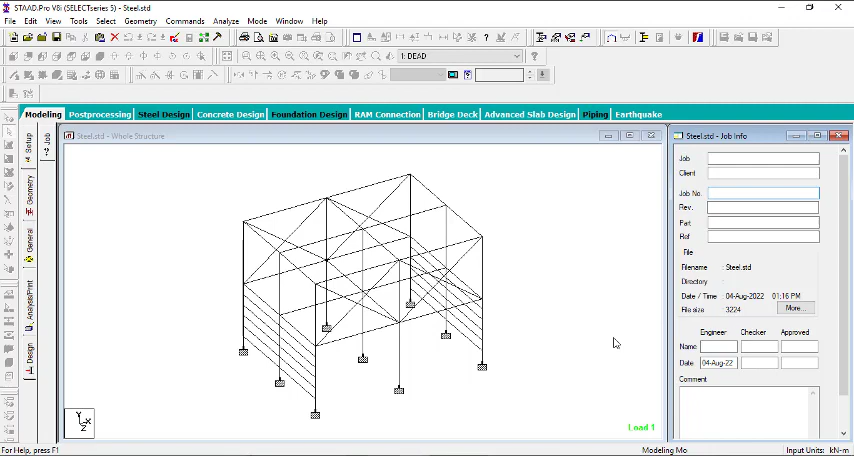 STAAD.Pro V8i (SELECTseries 5) - Steel.std
File Edit View Tools Select Geometry Commands Analyze Mode Window Help
1: DEAD
Modeling Postprocessing Steel Design Concrete Design Foundation Design RAM Connection Bridge Deck Advanced Slab Design Piping Earthquake
Setup
Geometry
General
Analysis/Print
Design
Job
Steel.std - Whole Structure
Load 1
Steel.std - Job Info
Job
Client
Job No.
Rev.
Part
Ref
File
Filename : Steel.std
Directory :
Date / Time : 04-Aug-2022 01:16 PM
File size : 3224
More...
Engineer Checker Approved
Name
Date 04-Aug-22
Comment
Y
X
Z
For Help, press F1
Modeling Mo
Input Units: kN-m